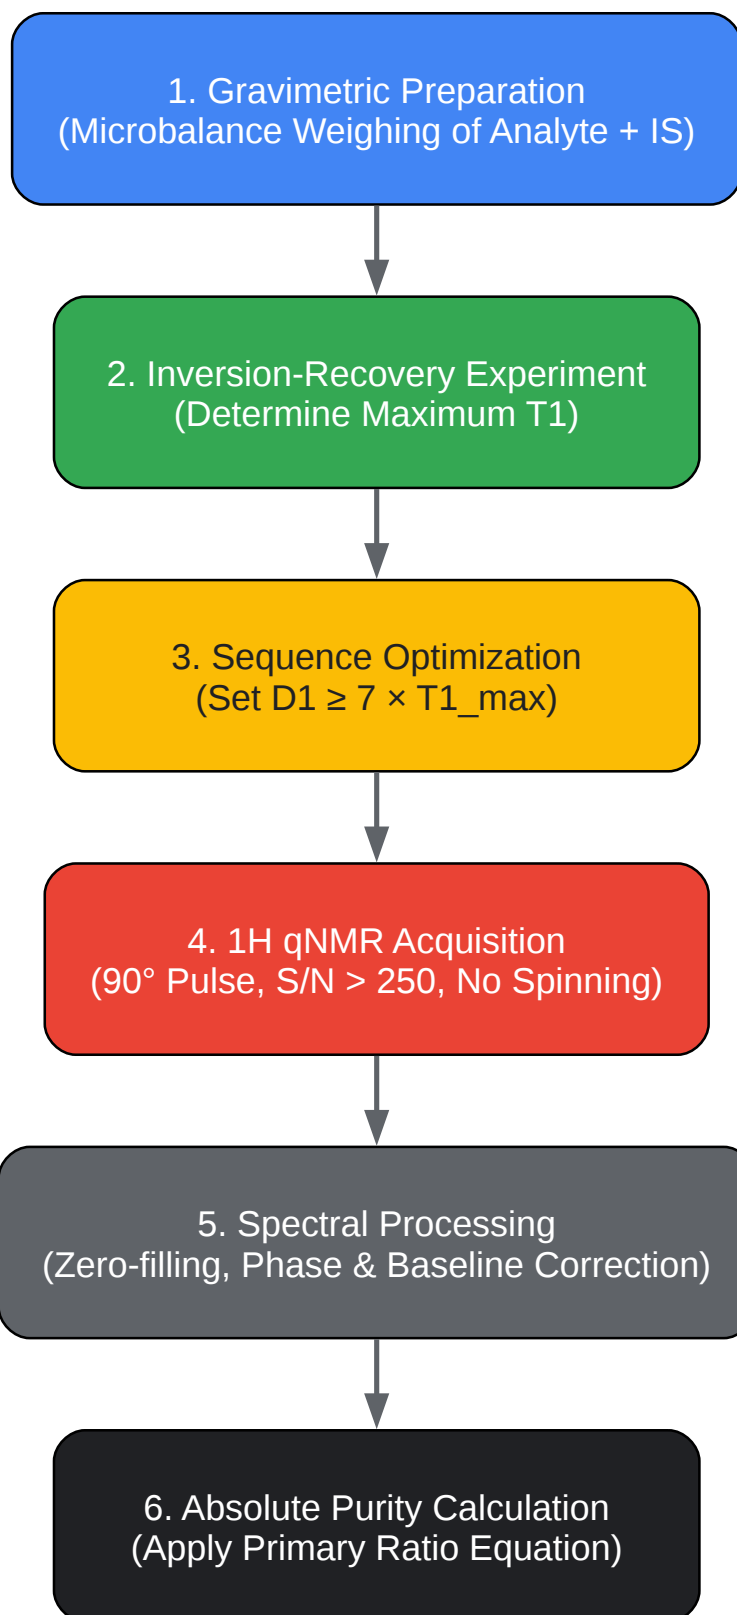 1. Gravimetric Preparation
(Microbalance Weighing of Analyte + IS)
2. Inversion-Recovery Experiment
(Determine Maximum T1)
3. Sequence Optimization
(Set D1 ≥ 7 × T1_max)
4. 1H qNMR Acquisition
(90° Pulse, S/N > 250, No Spinning)
5. Spectral Processing
(Zero-filling, Phase & Baseline Correction)
6. Absolute Purity Calculation
(Apply Primary Ratio Equation)